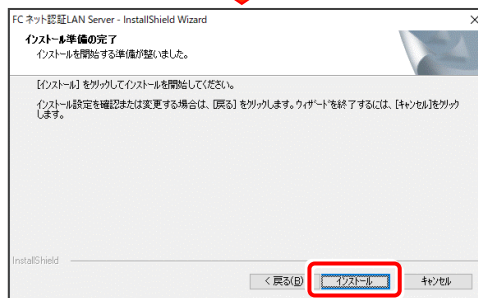 FC ネット認証LAN Server - InstallShield Wizard
インストール準備の完了
インストールを開始する準備が整いました。
[インストール] をクリックしてインストールを開始してください。
インストール設定を確認または変更する場合は、[戻る] をクリックします。ウィザードを終了するには、[キャンセル]をクリック
します。
InstallShield
< 戻る(B) インストール キャンセル